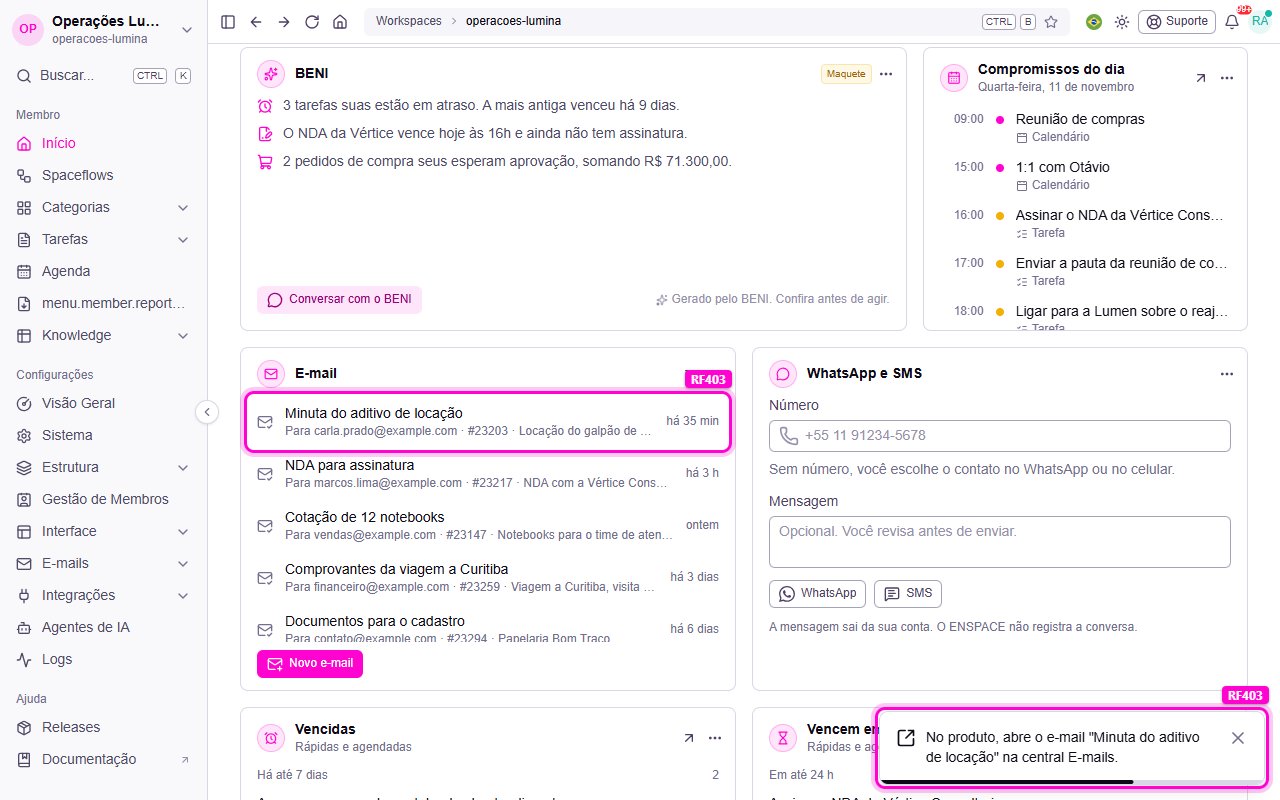 OP
Operações Lu...
operacoes-lumina
Workspaces
operacoes-lumina
CTRL B
Suporte
99+
RA
Buscar...
CTRL K
Membro
Início
Spaceflows
Categorias
Tarefas
Agenda
menu.member.report...
Knowledge
Configurações
Visão Geral
Sistema
Estrutura
Gestão de Membros
Interface
E-mails
Integrações
Agentes de IA
Logs
Ajuda
Releases
Documentação
BENI
Maquete
3 tarefas suas estão em atraso. A mais antiga venceu há 9 dias.
O NDA da Vértice vence hoje às 16h e ainda não tem assinatura.
2 pedidos de compra seus esperam aprovação, somando R$ 71.300,00.
Conversar com o BENI
Gerado pelo BENI. Confira antes de agir.
Compromissos do dia
Quarta-feira, 11 de novembro
09:00
Reunião de compras
Calendário
15:00
1:1 com Otávio
Calendário
16:00
Assinar o NDA da Vértice Cons...
Tarefa
17:00
Enviar a pauta da reunião de co...
Tarefa
18:00
Ligar para a Lumen sobre o reaj...
Tarefa
E-mail
RF403
Minuta do aditivo de locação
Para carla.prado@example.com · #23203 · Locação do galpão de ...
há 35 min
NDA para assinatura
Para marcos.lima@example.com · #23217 · NDA com a Vértice Cons...
há 3 h
Cotação de 12 notebooks
Para vendas@example.com · #23147 · Notebooks para o time de aten...
ontem
Comprovantes da viagem a Curitiba
Para financeiro@example.com · #23259 · Viagem a Curitiba, visita ...
há 3 dias
Documentos para o cadastro
Para contato@example.com · #23294 · Papelaria Bom Traço
há 6 dias
Novo e-mail
WhatsApp e SMS
Número
+55 11 91234-5678
Sem número, você escolhe o contato no WhatsApp ou no celular.
Mensagem
Opcional. Você revisa antes de enviar.
WhatsApp
SMS
A mensagem sai da sua conta. O ENSPACE não registra a conversa.
Vencidas
Rápidas e agendadas
Há até 7 dias
2
Vencem em
Rápidas e ag
Em até 24 h
RF403
No produto, abre o e-mail "Minuta do aditivo
de locação" na central E-mails.